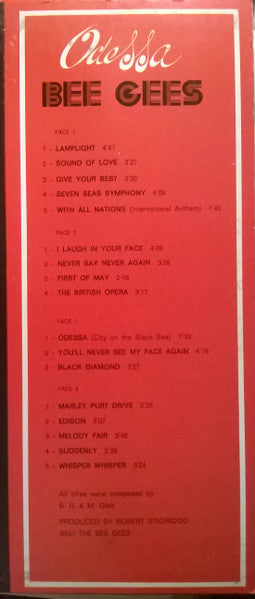 Odessa
BEE GEES
FACE 1
1 - LAMPLIGHT 4'47
2 - SOUND OF LOVE 3'27
3 - GIVE YOUR BEST 3'26
4 - SEVEN SEAS SYMPHONY 4'09
5 - WITH ALL NATIONS (International Anthem) 1'40
FACE 2
1 - I LAUGH IN YOUR FACE 4'09
2 - NEVER SAY NEVER AGAIN 3'28
3 - FIRST OF MAY 2'48
4 - THE BRITISH OPERA 3'17
FACE 1
1 - ODESSA (City on the Black Sea) 7'30
2 - YOU'LL NEVER SEE MY FACE AGAIN 4'16
3 - BLACK DIAMOND 3'27
FACE 2
1 - MARLEY PURT DRIVE 2'26
2 - EDISON 3'07
3 - MELODY FAIR 3'48
4 - SUDDENLY 2'29
5 - WHISPER WHISPER 3'24
All titles were composed by
B. R. & M. Gibb
PRODUCED BY ROBERT STIGWOOD
AND THE BEE GEES